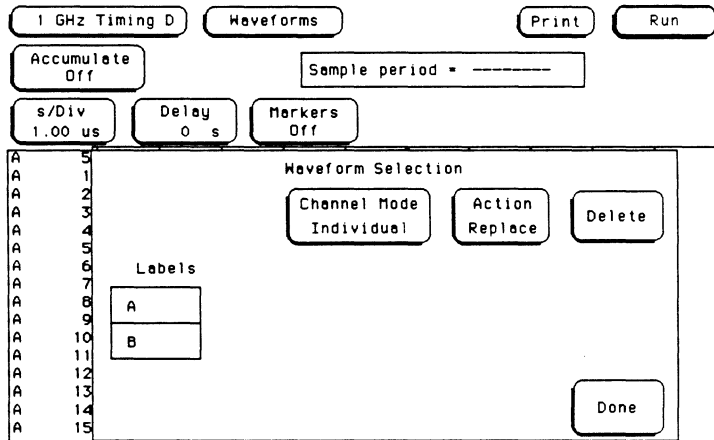 1 GHz Timing D Waveforms Print Run
Accumulate
Off
Sample period = --------
s/Div
1.00 us
Delay
0 s
Markers
Off
Waveform Selection
Channel Mode
Individual
Action
Replace
Delete
Labels
A
B
Done
A 5
A 1
A 2
A 3
A 4
A 5
A 6
A 7
A 8
A 9
A 10
A 11
A 12
A 13
A 14
A 15